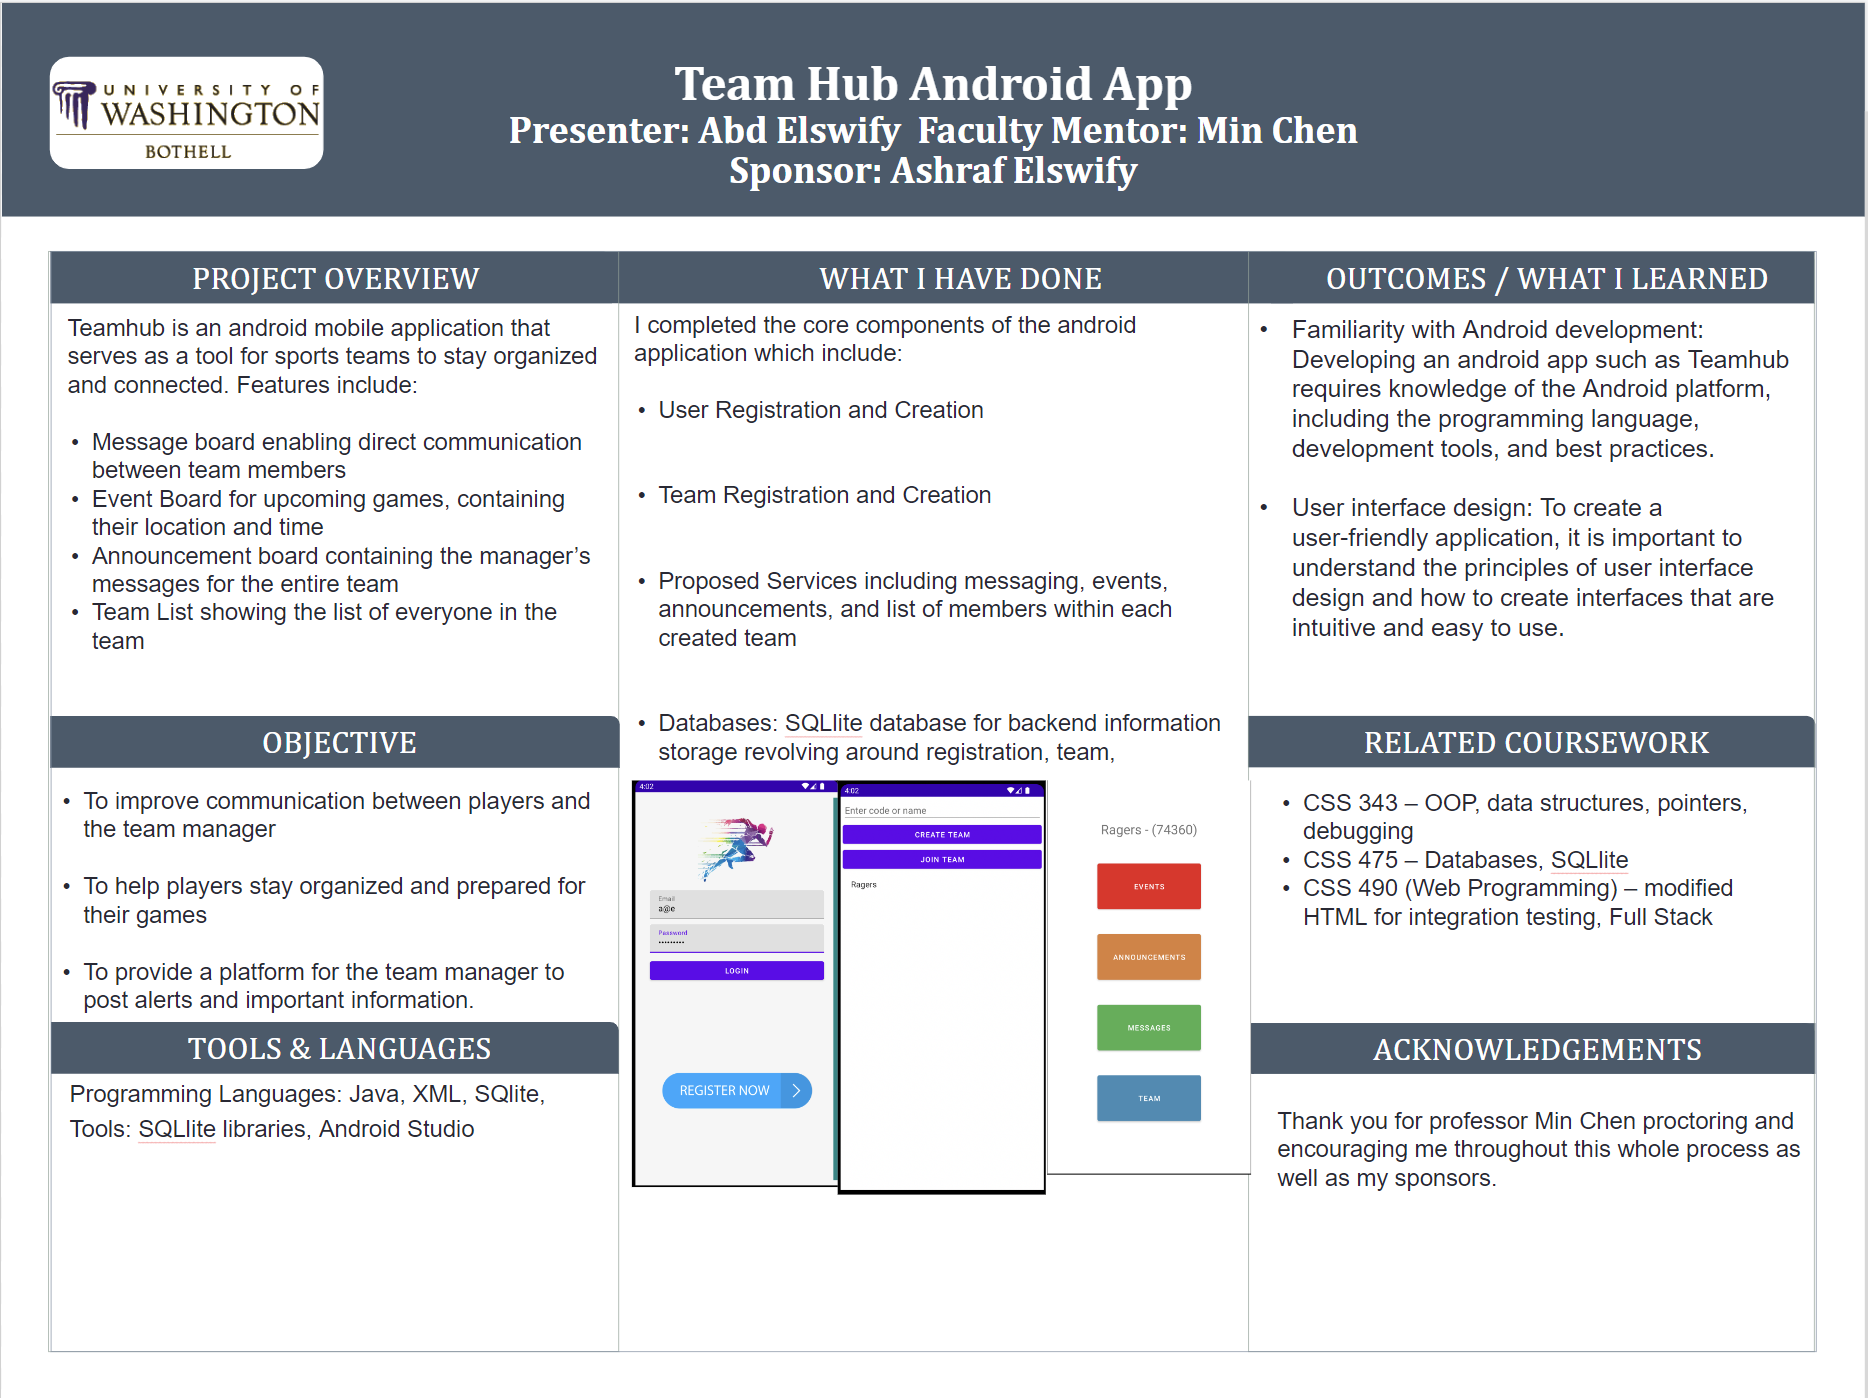 UNIVERSITY OF
WASHINGTON
BOTHELL
Team Hub Android App
Presenter: Abd Elswify  Faculty Mentor: Min Chen
Sponsor: Ashraf Elswify
PROJECT OVERVIEW
Teamhub is an android mobile application that
serves as a tool for sports teams to stay organized
and connected. Features include:
• Message board enabling direct communication
between team members
• Event Board for upcoming games, containing
their location and time
• Announcement board containing the manager’s
messages for the entire team
• Team List showing the list of everyone in the
team
OBJECTIVE
• To improve communication between players and
the team manager
• To help players stay organized and prepared for
their games
• To provide a platform for the team manager to
post alerts and important information.
TOOLS & LANGUAGES
Programming Languages: Java, XML, SQlite,
Tools: SQLlite libraries, Android Studio
WHAT I HAVE DONE
I completed the core components of the android
application which include:
• User Registration and Creation
• Team Registration and Creation
• Proposed Services including messaging, events,
announcements, and list of members within each
created team
• Databases: SQLlite database for backend information
storage revolving around registration, team,
4:02
Email
a@e
Password
•••••••••
LOGIN
REGISTER NOW
4:02
Enter code or name
CREATE TEAM
JOIN TEAM
Ragers
Ragers - (74360)
EVENTS
ANNOUNCEMENTS
MESSAGES
TEAM
OUTCOMES / WHAT I LEARNED
• Familiarity with Android development:
Developing an android app such as Teamhub
requires knowledge of the Android platform,
including the programming language,
development tools, and best practices.
• User interface design: To create a
user-friendly application, it is important to
understand the principles of user interface
design and how to create interfaces that are
intuitive and easy to use.
RELATED COURSEWORK
• CSS 343 – OOP, data structures, pointers,
debugging
• CSS 475 – Databases, SQLlite
• CSS 490 (Web Programming) – modified
HTML for integration testing, Full Stack
ACKNOWLEDGEMENTS
Thank you for professor Min Chen proctoring and
encouraging me throughout this whole process as
well as my sponsors.